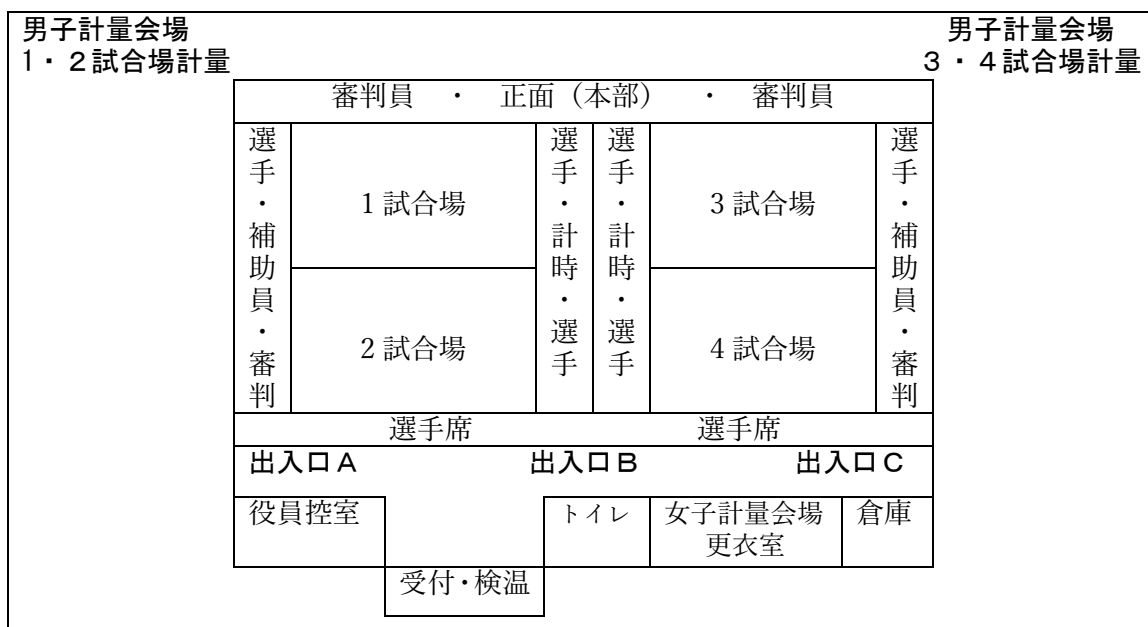 男子計量会場
1・2試合場計量
男子計量会場
3・4試合場計量
審判員 ・ 正面(本部) ・ 審判員
選手・補助員・審判
1試合場
2試合場
選手・計時・選手
選手・計時・選手
3試合場
4試合場
選手・補助員・審判
選手席
選手席
出入口A
出入口B
出入口C
役員控室
トイレ
女子計量会場
更衣室
倉庫
受付・検温